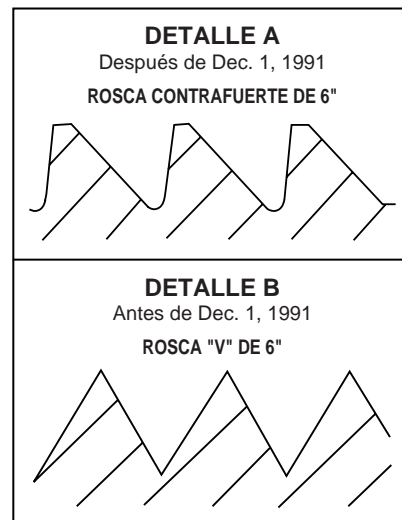 DETALLE A
Después de Dec. 1, 1991
ROSCA CONTRAFUERTE DE 6"
DETALLE B
Antes de Dec. 1, 1991
ROSCA "V" DE 6"